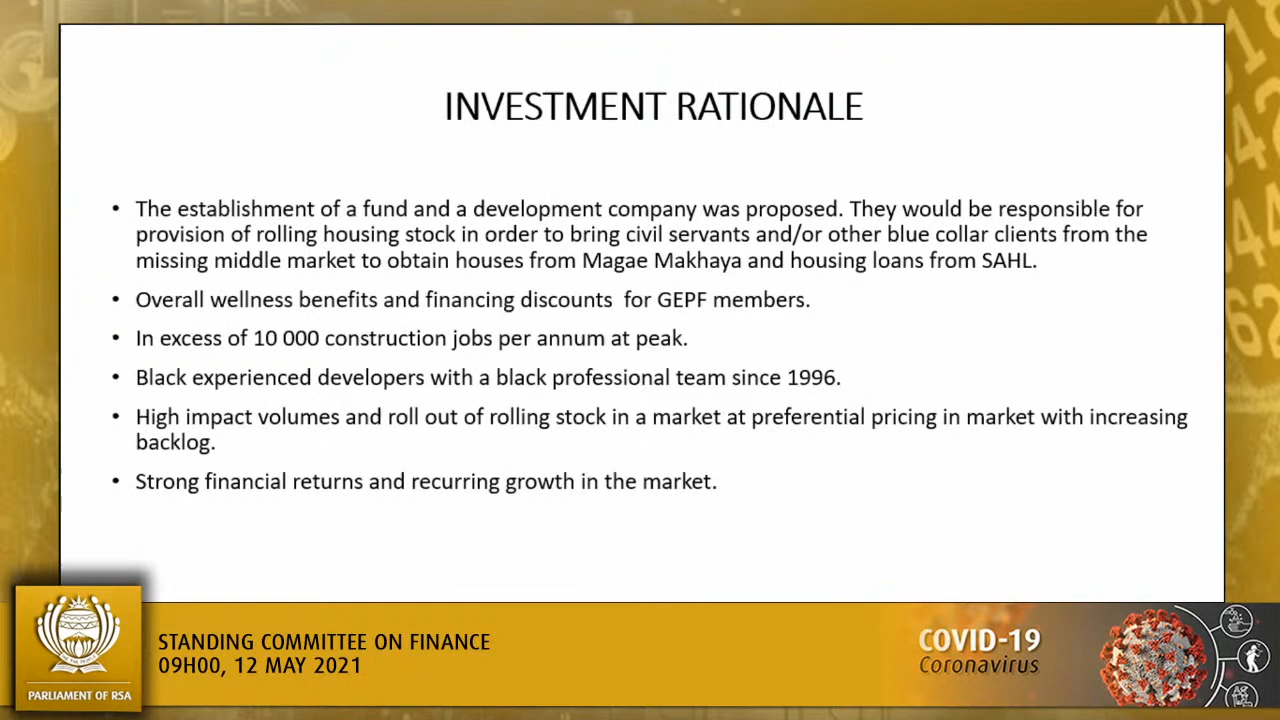 INVESTMENT RATIONALE
• The establishment of a fund and a development company was proposed. They would be responsible for
provision of rolling housing stock in order to bring civil servants and/or other blue collar clients from the
missing middle market to obtain houses from Magae Makhaya and housing loans from SAHL.
• Overall wellness benefits and financing discounts  for GEPF members.
• In excess of 10 000 construction jobs per annum at peak.
• Black experienced developers with a black professional team since 1996.
• High impact volumes and roll out of rolling stock in a market at preferential pricing in market with increasing
backlog.
• Strong financial returns and recurring growth in the market.
STANDING COMMITTEE ON FINANCE
09H00, 12 MAY 2021
PARLIAMENT OF RSA
COVID-19
Coronavirus